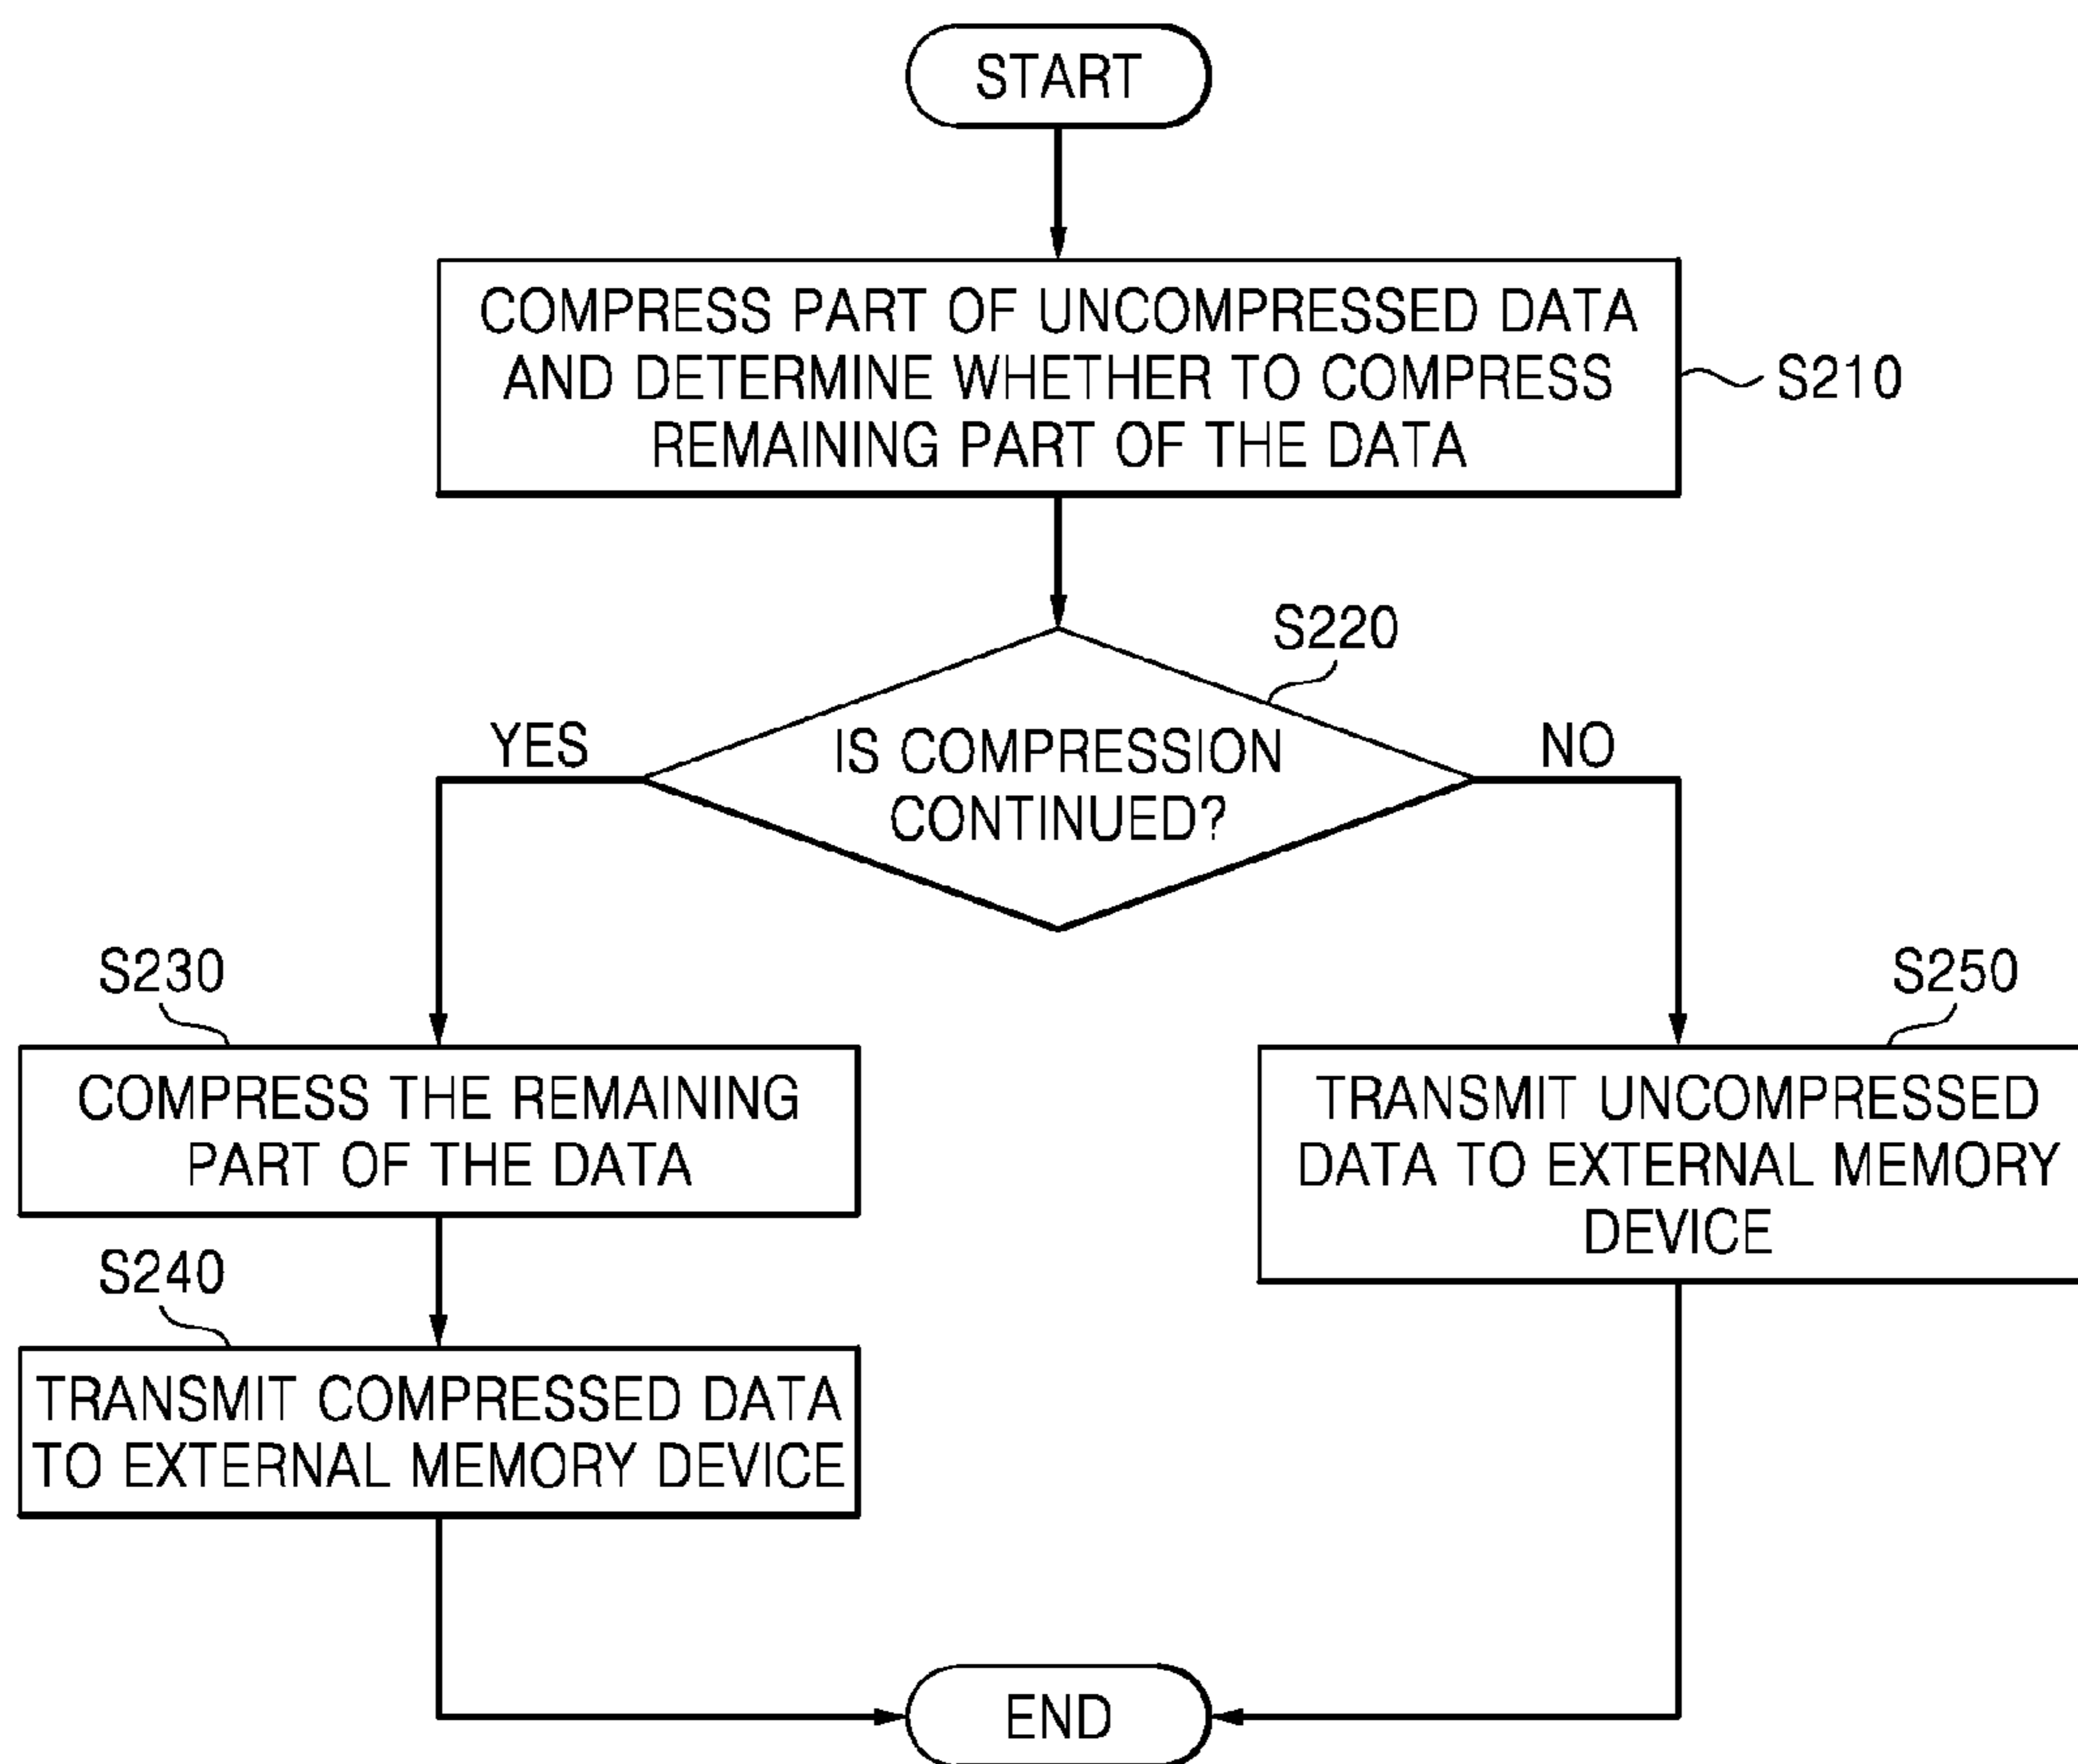 START
COMPRESS PART OF UNCOMPRESSED DATA
AND DETERMINE WHETHER TO COMPRESS
REMAINING PART OF THE DATA
S210
S220
IS COMPRESSION
CONTINUED?
YES
NO
S230
COMPRESS THE REMAINING
PART OF THE DATA
S250
TRANSMIT UNCOMPRESSED
DATA TO EXTERNAL MEMORY
DEVICE
S240
TRANSMIT COMPRESSED DATA
TO EXTERNAL MEMORY DEVICE
END